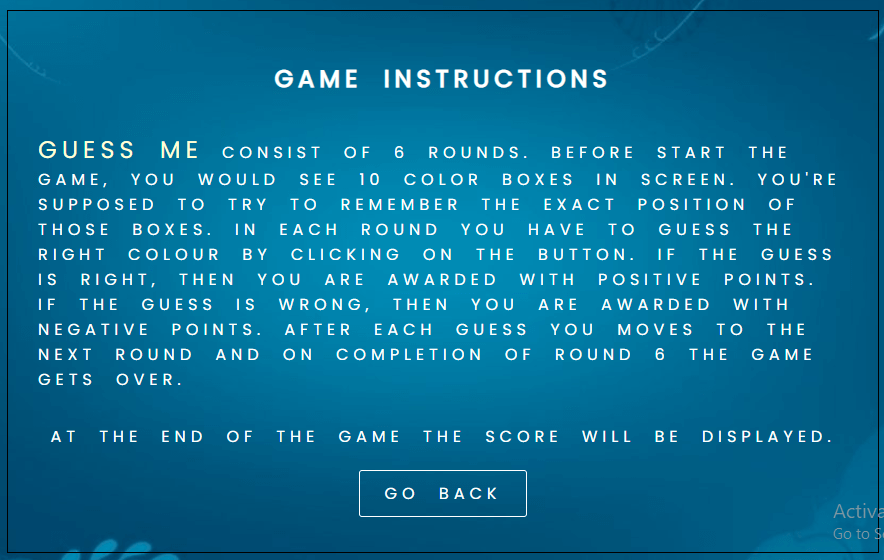 GAME INSTRUCTIONS
GUESS ME CONSIST OF 6 ROUNDS. BEFORE START THE
GAME, YOU WOULD SEE 10 COLOR BOXES IN SCREEN. YOU'RE
SUPPOSED TO TRY TO REMEMBER THE EXACT POSITION OF
THOSE BOXES. IN EACH ROUND YOU HAVE TO GUESS THE
RIGHT COLOUR BY CLICKING ON THE BUTTON. IF THE GUESS
IS RIGHT, THEN YOU ARE AWARDED WITH POSITIVE POINTS.
IF THE GUESS IS WRONG, THEN YOU ARE AWARDED WITH
NEGATIVE POINTS. AFTER EACH GUESS YOU MOVES TO THE
NEXT ROUND AND ON COMPLETION OF ROUND 6 THE GAME
GETS OVER.
AT THE END OF THE GAME THE SCORE WILL BE DISPLAYED.
GO BACK
Go to